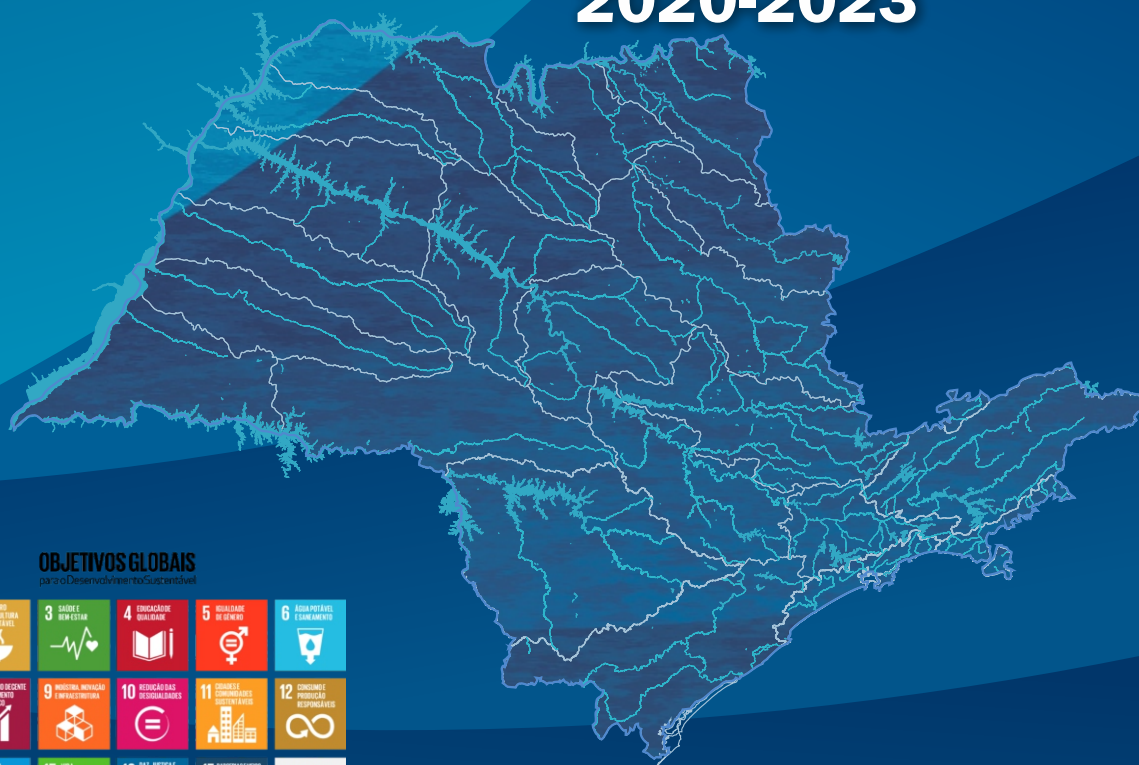 2020-2023
OBJETIVOS GLOBAIS
para o Desenvolvimento Sustentável
3 SAÚDE E
BEM-ESTAR
4 EDUCAÇÃO DE
QUALIDADE
5 IGUALDADE
DE GÊNERO
6 ÁGUA POTÁVEL
E SANEAMENTO
O DECENTE
9 INDÚSTRIA, INOVAÇÃO
E INFRAESTRUTURA
10 REDUÇÃO DAS
DESIGUALDADES
11 CIDADES E
COMUNIDADES
SUSTENTÁVEIS
12 CONSUMO E
PRODUÇÃO
RESPONSÁVEIS